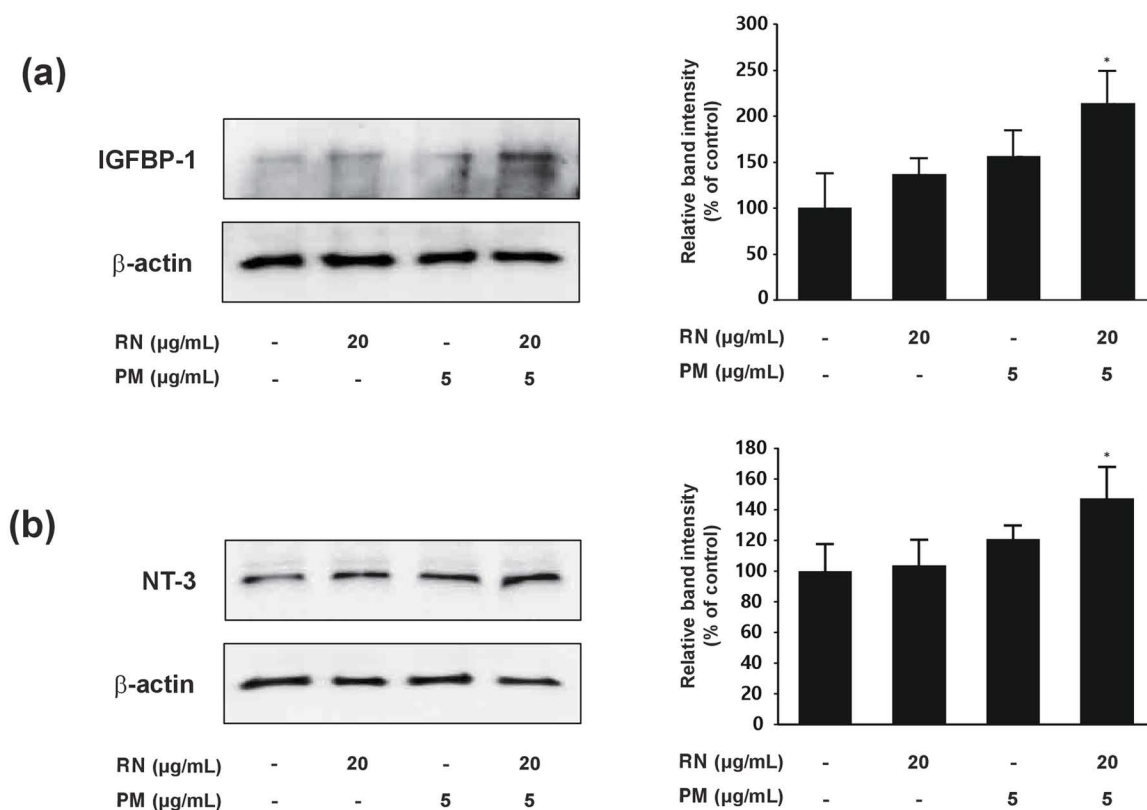 (a)
IGFBP-1
β-actin
RN (µg/mL) - 20 - 20
PM (µg/mL) - - 5 5
Relative band intensity
(% of control)
300
250
200
150
100
50
0
*
RN (µg/mL) - 20 - 20
PM (µg/mL) - - 5 5
(b)
NT-3
β-actin
RN (µg/mL) - 20 - 20
PM (µg/mL) - - 5 5
Relative band intensity
(% of control)
180
160
140
120
100
80
60
40
20
0
*
RN (µg/mL) - 20 - 20
PM (µg/mL) - - 5 5